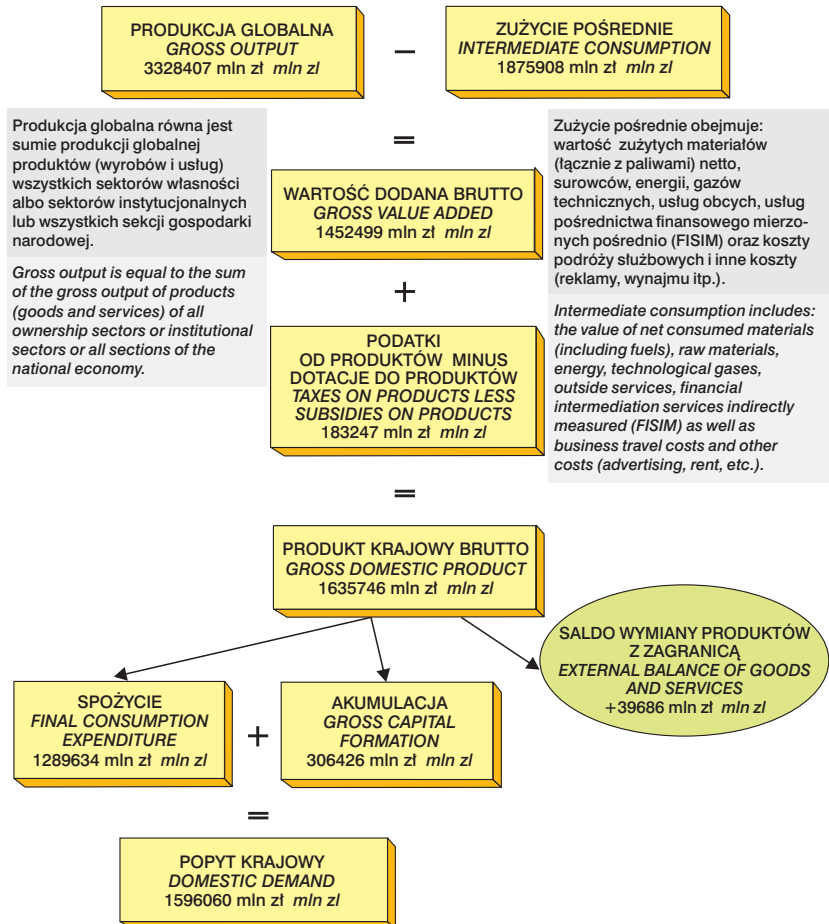 PRODUKCJA GLOBALNA
GROSS OUTPUT
3328407 mln zł mln zl
–
ZUŻYCIE POŚREDNIE
INTERMEDIATE CONSUMPTION
1875908 mln zł mln zl
=
Produkcja globalna równa jest
sumie produkcji globalnej
produktów (wyrobów i usług)
wszystkich sektorów własności
albo sektorów instytucjonalnych
lub wszystkich sekcji gospodarki
narodowej.
Gross output is equal to the sum
of the gross output of products
(goods and services) of all
ownership sectors or institutional
sectors or all sections of the
national economy.
WARTOŚĆ DODANA BRUTTO
GROSS VALUE ADDED
1452499 mln zł mln zl
+
PODATKI
OD PRODUKTÓW MINUS
DOTACJE DO PRODUKTÓW
TAXES ON PRODUCTS LESS
SUBSIDIES ON PRODUCTS
183247 mln zł mln zl
Zużycie pośrednie obejmuje:
wartość zużytych materiałów
(łącznie z paliwami) netto,
surowców, energii, gazów
technicznych, usług obcych, usług
pośrednictwa finansowego mierzo-
nych pośrednio (FISIM) oraz koszty
podróży służbowych i inne koszty
(reklamy, wynajmu itp.).
Intermediate consumption includes:
the value of net consumed materials
(including fuels), raw materials,
energy, technological gases,
outside services, financial
intermediation services indirectly
measured (FISIM) as well as
business travel costs and other
costs (advertising, rent, etc.).
=
PRODUKT KRAJOWY BRUTTO
GROSS DOMESTIC PRODUCT
1635746 mln zł mln zl
SALDO WYMIANY PRODUKTÓW
Z ZAGRANICĄ
EXTERNAL BALANCE OF GOODS
AND SERVICES
+39686 mln zł mln zl
SPOŻYCIE
FINAL CONSUMPTION
EXPENDITURE
1289634 mln zł mln zl
+
AKUMULACJA
GROSS CAPITAL
FORMATION
306426 mln zł mln zl
=
POPYT KRAJOWY
DOMESTIC DEMAND
1596060 mln zł mln zl